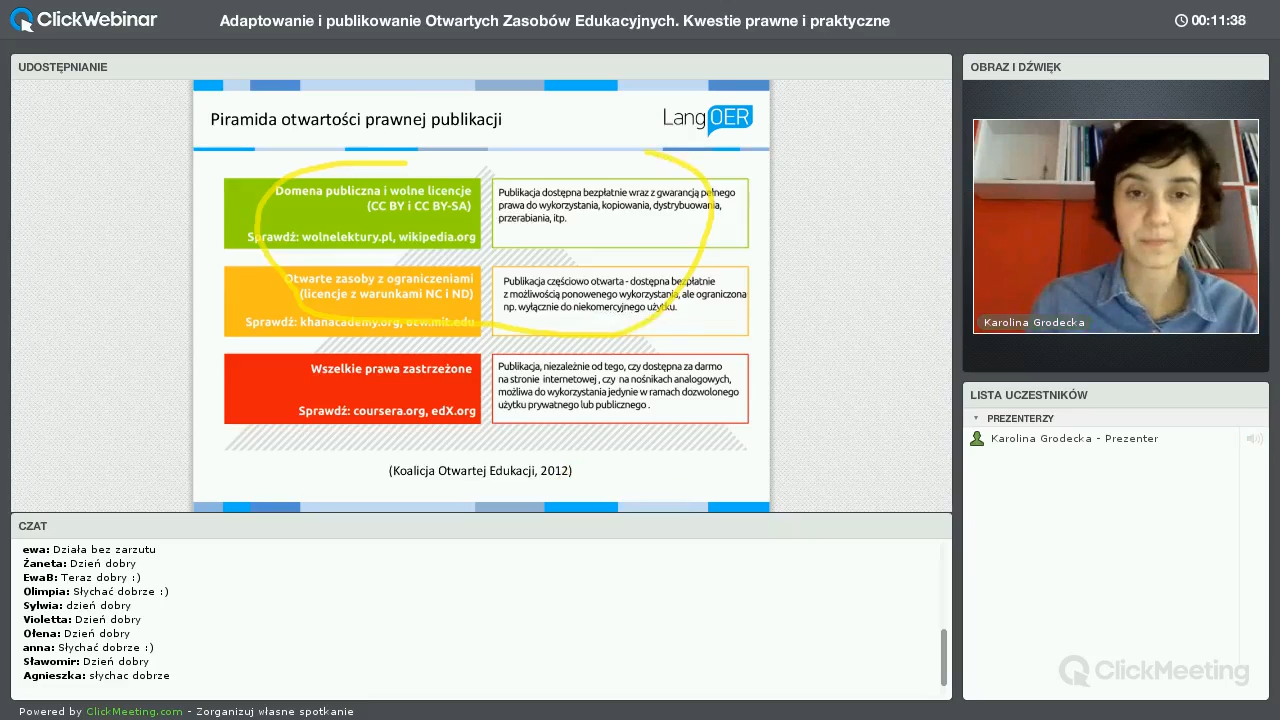 ClickWebinar
Adaptowanie i publikowanie Otwartych Zasobów Edukacyjnych. Kwestie prawne i praktyczne
00:11:38
UDOSTĘPNIANIE
Piramida otwartości prawnej publikacji
LangOER
Domena publiczna i wolne licencje
(CC BY i CC BY-SA)
Sprawdź: wolnelektury.pl, wikipedia.org
Publikacja dostępna bezpłatnie wraz z gwarancją pełnego
prawa do wykorzystania, kopiowania, dystrybuowania,
przerabiania, itp.
Otwarte zasoby z ograniczeniami
(licencje z warunkami NC i ND)
Sprawdź: khanacademy.org, ocw.mit.edu
Publikacja częściowo otwarta - dostępna bezpłatnie
z możliwością ponowenego wykorzystania, ale ograniczona
np. wyłącznie do niekomercyjnego użytku.
Wszelkie prawa zastrzeżone
Sprawdź: coursera.org, edX.org
Publikacja, niezależnie od tego, czy dostępna za darmo
na stronie internetowej , czy na nośnikach analogowych,
możliwa do wykorzystania jedynie w ramach dozwolonego
użytku prywatnego lub publicznego .
(Koalicja Otwartej Edukacji, 2012)
OBRAZ I DŹWIĘK
Karolina Grodecka
LISTA UCZESTNIKÓW
PREZENTERZY
Karolina Grodecka - Prezenter
CZAT
ewa: Działa bez zarzutu
Żaneta: Dzień dobry
EwaB: Teraz dobry :)
Olimpia: Słychać dobrze :)
Sylwia: dzień dobry
Violetta: Dzień dobry
Ołena: Dzień dobry
anna: Słychać dobrze :)
Sławomir: Dzień dobry
Agnieszka: słychac dobrze
ClickMeeting
Powered by ClickMeeting.com - Zorganizuj własne spotkanie